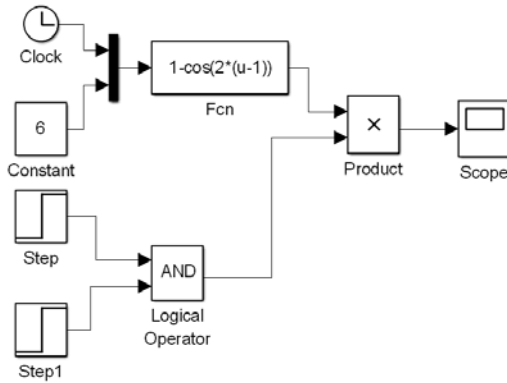 Clock
1-cos(2*(u-1))
Fcn
6
Constant
×
Product
Scope
Step
AND
Logical
Operator
Step1